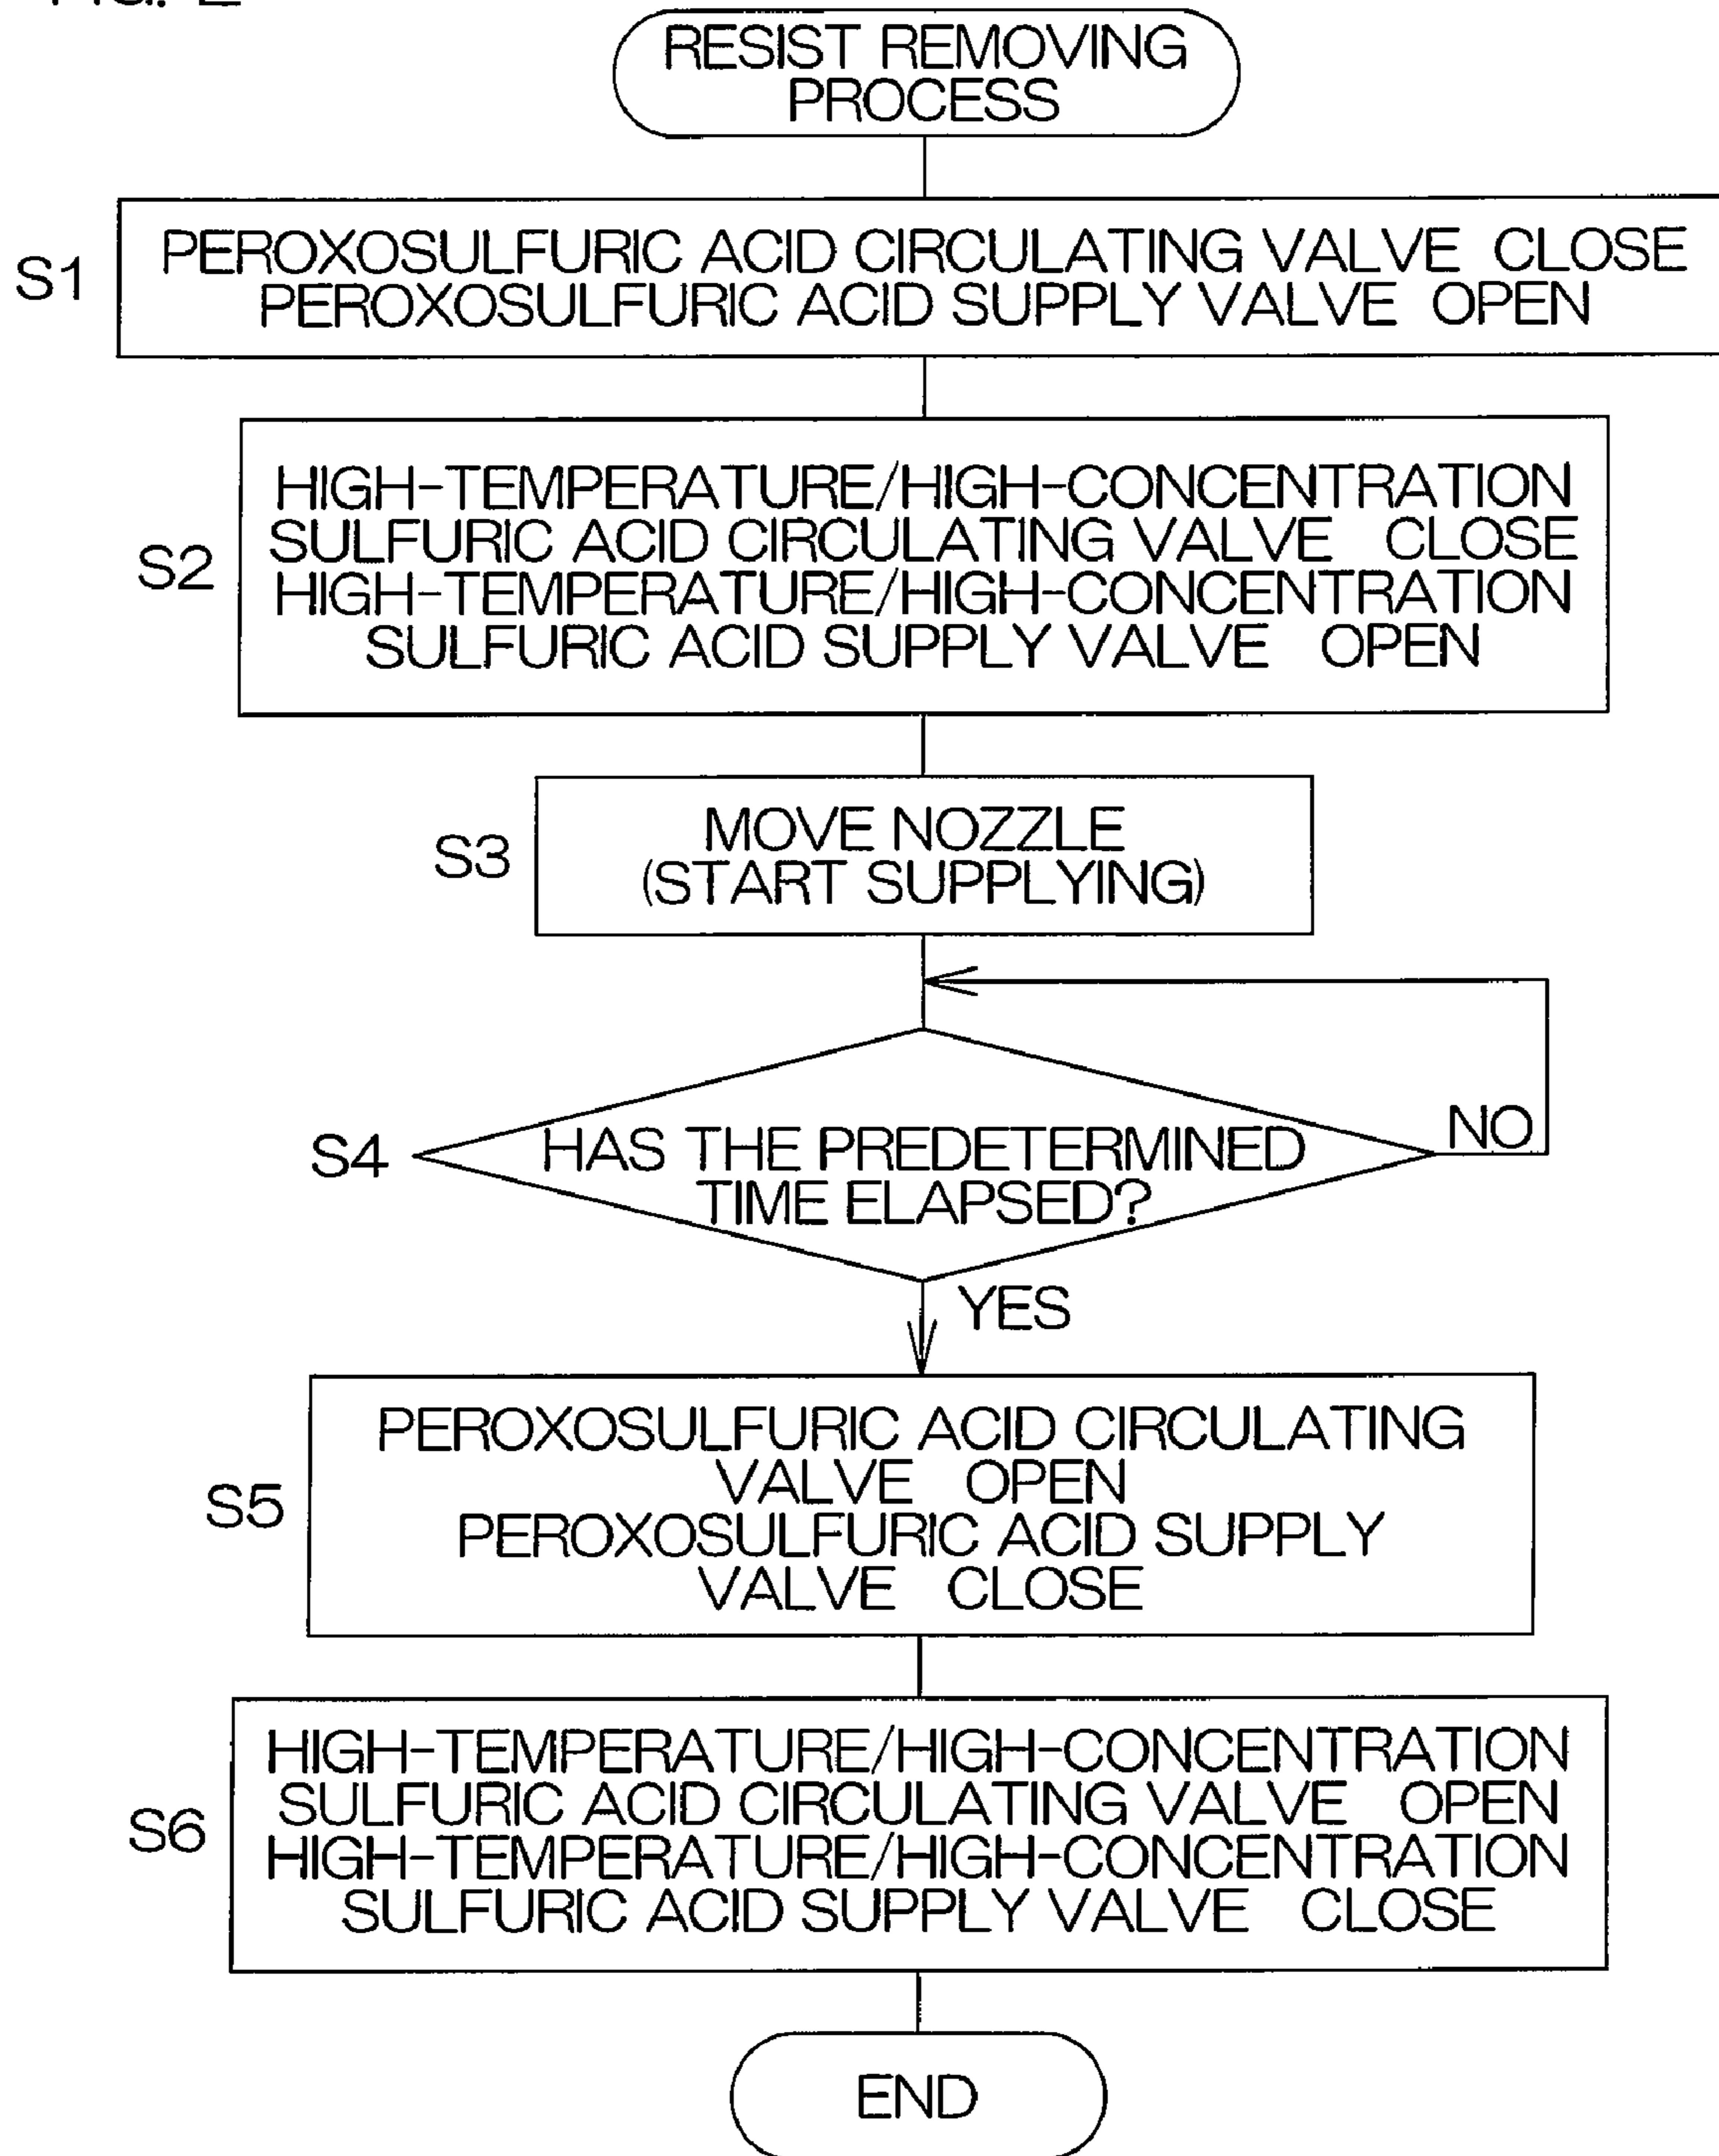 RESIST REMOVING
PROCESS
S1
PEROXOSULFURIC ACID CIRCULATING VALVE CLOSE
PEROXOSULFURIC ACID SUPPLY VALVE OPEN
S2
HIGH-TEMPERATURE/HIGH-CONCENTRATION
SULFURIC ACID CIRCULATING VALVE CLOSE
HIGH-TEMPERATURE/HIGH-CONCENTRATION
SULFURIC ACID SUPPLY VALVE OPEN
S3
MOVE NOZZLE
(START SUPPLYING)
S4
HAS THE PREDETERMINED
TIME ELAPSED?
NO
YES
S5
PEROXOSULFURIC ACID CIRCULATING
VALVE OPEN
PEROXOSULFURIC ACID SUPPLY
VALVE CLOSE
S6
HIGH-TEMPERATURE/HIGH-CONCENTRATION
SULFURIC ACID CIRCULATING VALVE OPEN
HIGH-TEMPERATURE/HIGH-CONCENTRATION
SULFURIC ACID SUPPLY VALVE CLOSE
END